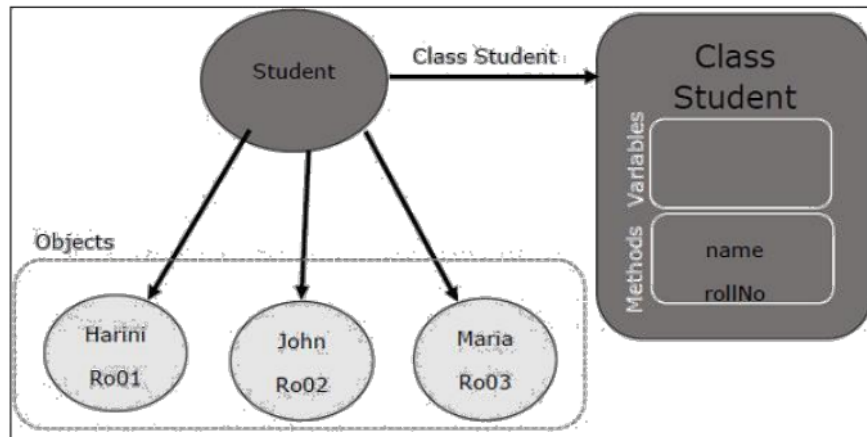 Student
Class Student
Class
Student
Variables
Methods
name
rollNo
Objects
Harini
Ro01
John
Ro02
Maria
Ro03